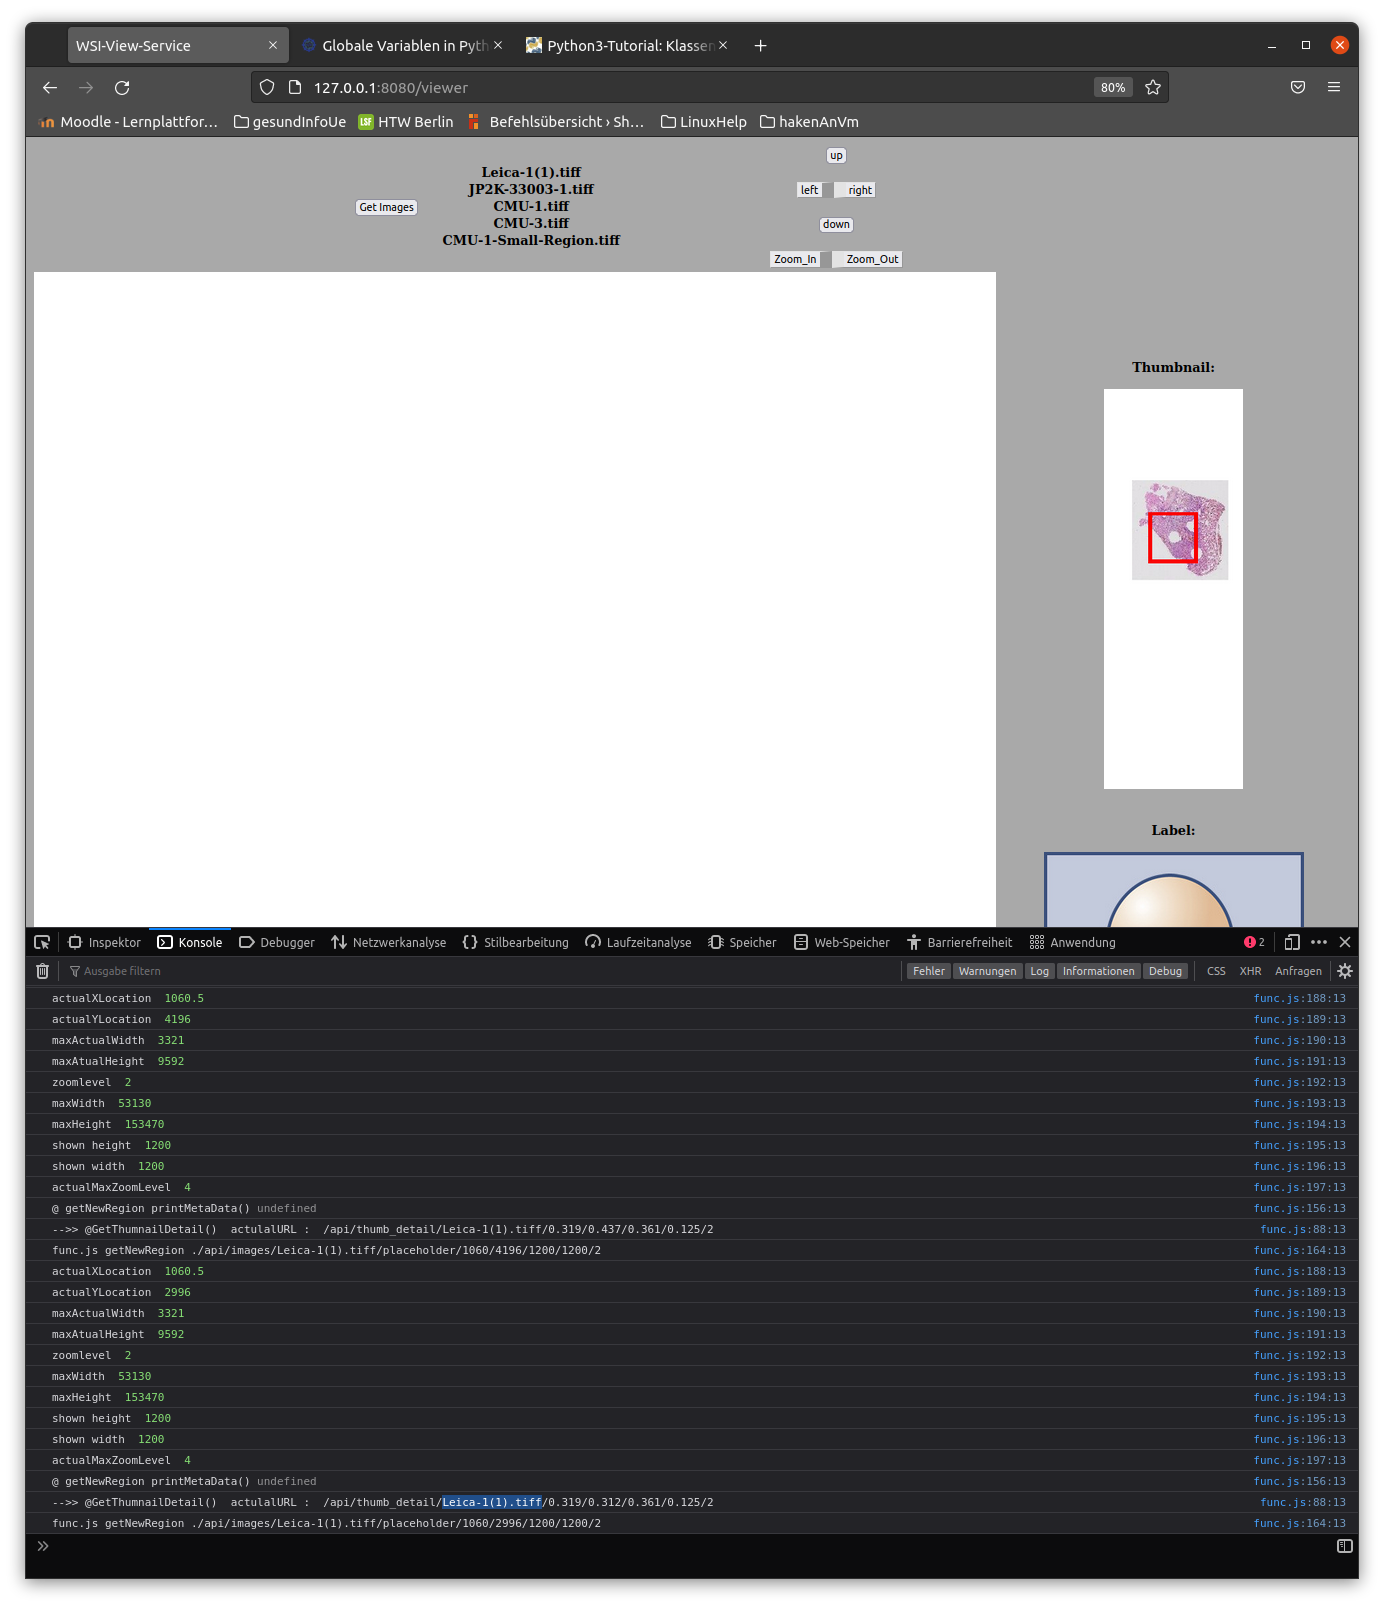 WSI-View-Service
Globale Variablen in Pyth
Python3-Tutorial: Klassen
127.0.0.1:8080/viewer
80%
Moodle - Lernplattfor…
gesundInfoUe
LSF HTW Berlin
Befehlsübersicht › Sh…
LinuxHelp
hakenAnVm
Get Images
Leica-1(1).tiff
JP2K-33003-1.tiff
CMU-1.tiff
CMU-3.tiff
CMU-1-Small-Region.tiff
up
left right
down
Zoom_In Zoom_Out
Thumbnail:
Label:
Inspektor Konsole Debugger Netzwerkanalyse Stilbearbeitung Laufzeitanalyse Speicher Web-Speicher Barrierefreiheit Anwendung 2
Ausgabe filtern Fehler Warnungen Log Informationen Debug CSS XHR Anfragen
actualXLocation 1060.5 func.js:188:13
actualYLocation 4196 func.js:189:13
maxActualWidth 3321 func.js:190:13
maxAtualHeight 9592 func.js:191:13
zoomlevel 2 func.js:192:13
maxWidth 53130 func.js:193:13
maxHeight 153470 func.js:194:13
shown height 1200 func.js:195:13
shown width 1200 func.js:196:13
actualMaxZoomLevel 4 func.js:197:13
@ getNewRegion printMetaData() undefined func.js:156:13
-->> @GetThumnailDetail() actulalURL : /api/thumb_detail/Leica-1(1).tiff/0.319/0.437/0.361/0.125/2 func.js:88:13
func.js getNewRegion ./api/images/Leica-1(1).tiff/placeholder/1060/4196/1200/1200/2 func.js:164:13
actualXLocation 1060.5 func.js:188:13
actualYLocation 2996 func.js:189:13
maxActualWidth 3321 func.js:190:13
maxAtualHeight 9592 func.js:191:13
zoomlevel 2 func.js:192:13
maxWidth 53130 func.js:193:13
maxHeight 153470 func.js:194:13
shown height 1200 func.js:195:13
shown width 1200 func.js:196:13
actualMaxZoomLevel 4 func.js:197:13
@ getNewRegion printMetaData() undefined func.js:156:13
-->> @GetThumnailDetail() actulalURL : /api/thumb_detail/Leica-1(1).tiff/0.319/0.312/0.361/0.125/2 func.js:88:13
func.js getNewRegion ./api/images/Leica-1(1).tiff/placeholder/1060/2996/1200/1200/2 func.js:164:13